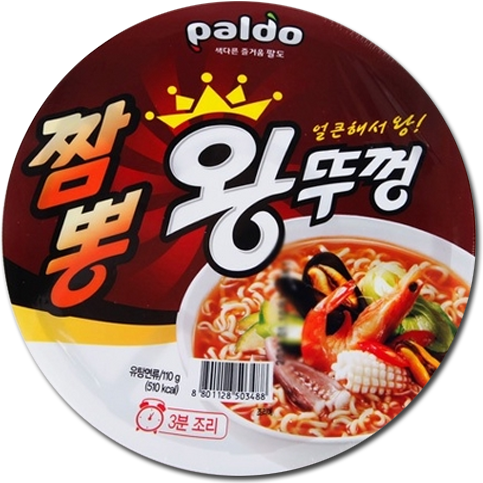 paldo
색다른 즐거움 팔도
얼큰해서 왕!
짬뽕
왕뚜껑
유탕면류/110 g
(510 kcal)
8 801128 503488
3분 조리